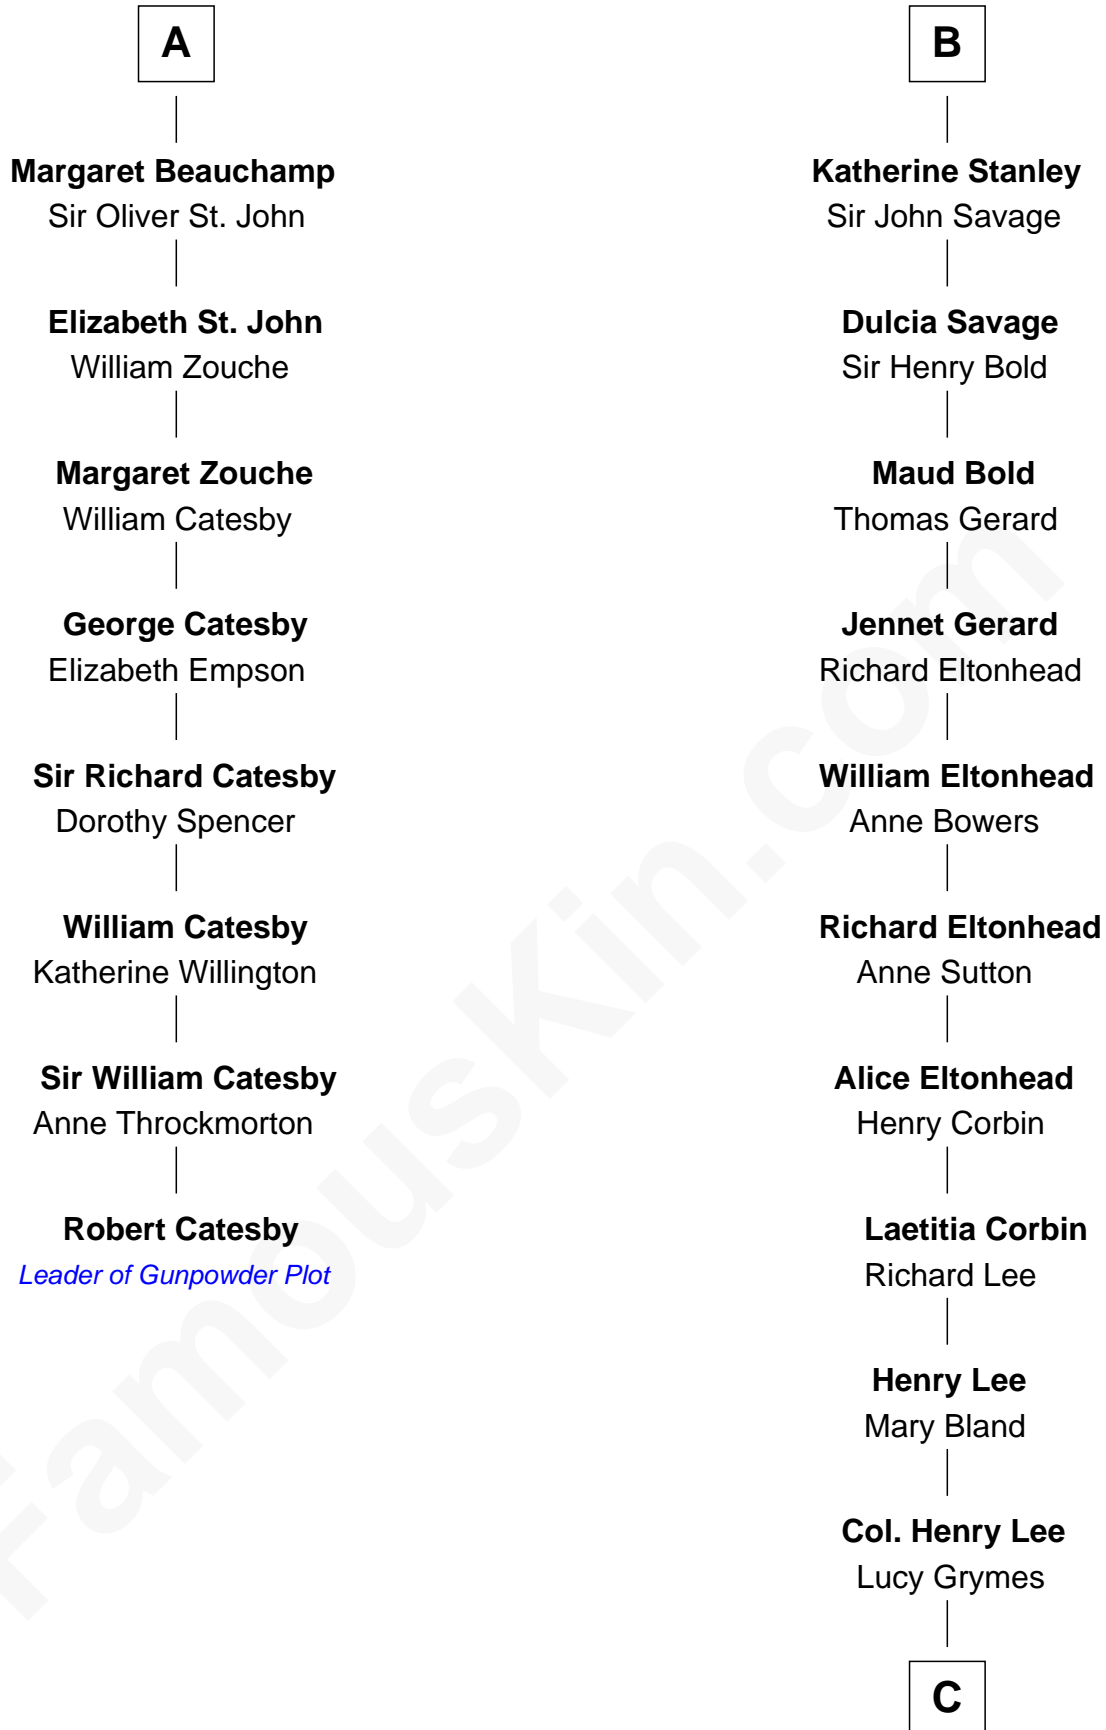 A
Margaret Beauchamp
Sir Oliver St. John
Elizabeth St. John
William Zouche
Margaret Zouche
William Catesby
George Catesby
Elizabeth Empson
Sir Richard Catesby
Dorothy Spencer
William Catesby
Katherine Willington
Sir William Catesby
Anne Throckmorton
Robert Catesby
Leader of Gunpowder Plot
B
Katherine Stanley
Sir John Savage
Dulcia Savage
Sir Henry Bold
Maud Bold
Thomas Gerard
Jennet Gerard
Richard Eltonhead
William Eltonhead
Anne Bowers
Richard Eltonhead
Anne Sutton
Alice Eltonhead
Henry Corbin
Laetitia Corbin
Richard Lee
Henry Lee
Mary Bland
Col. Henry Lee
Lucy Grymes
C
FamousKin.com